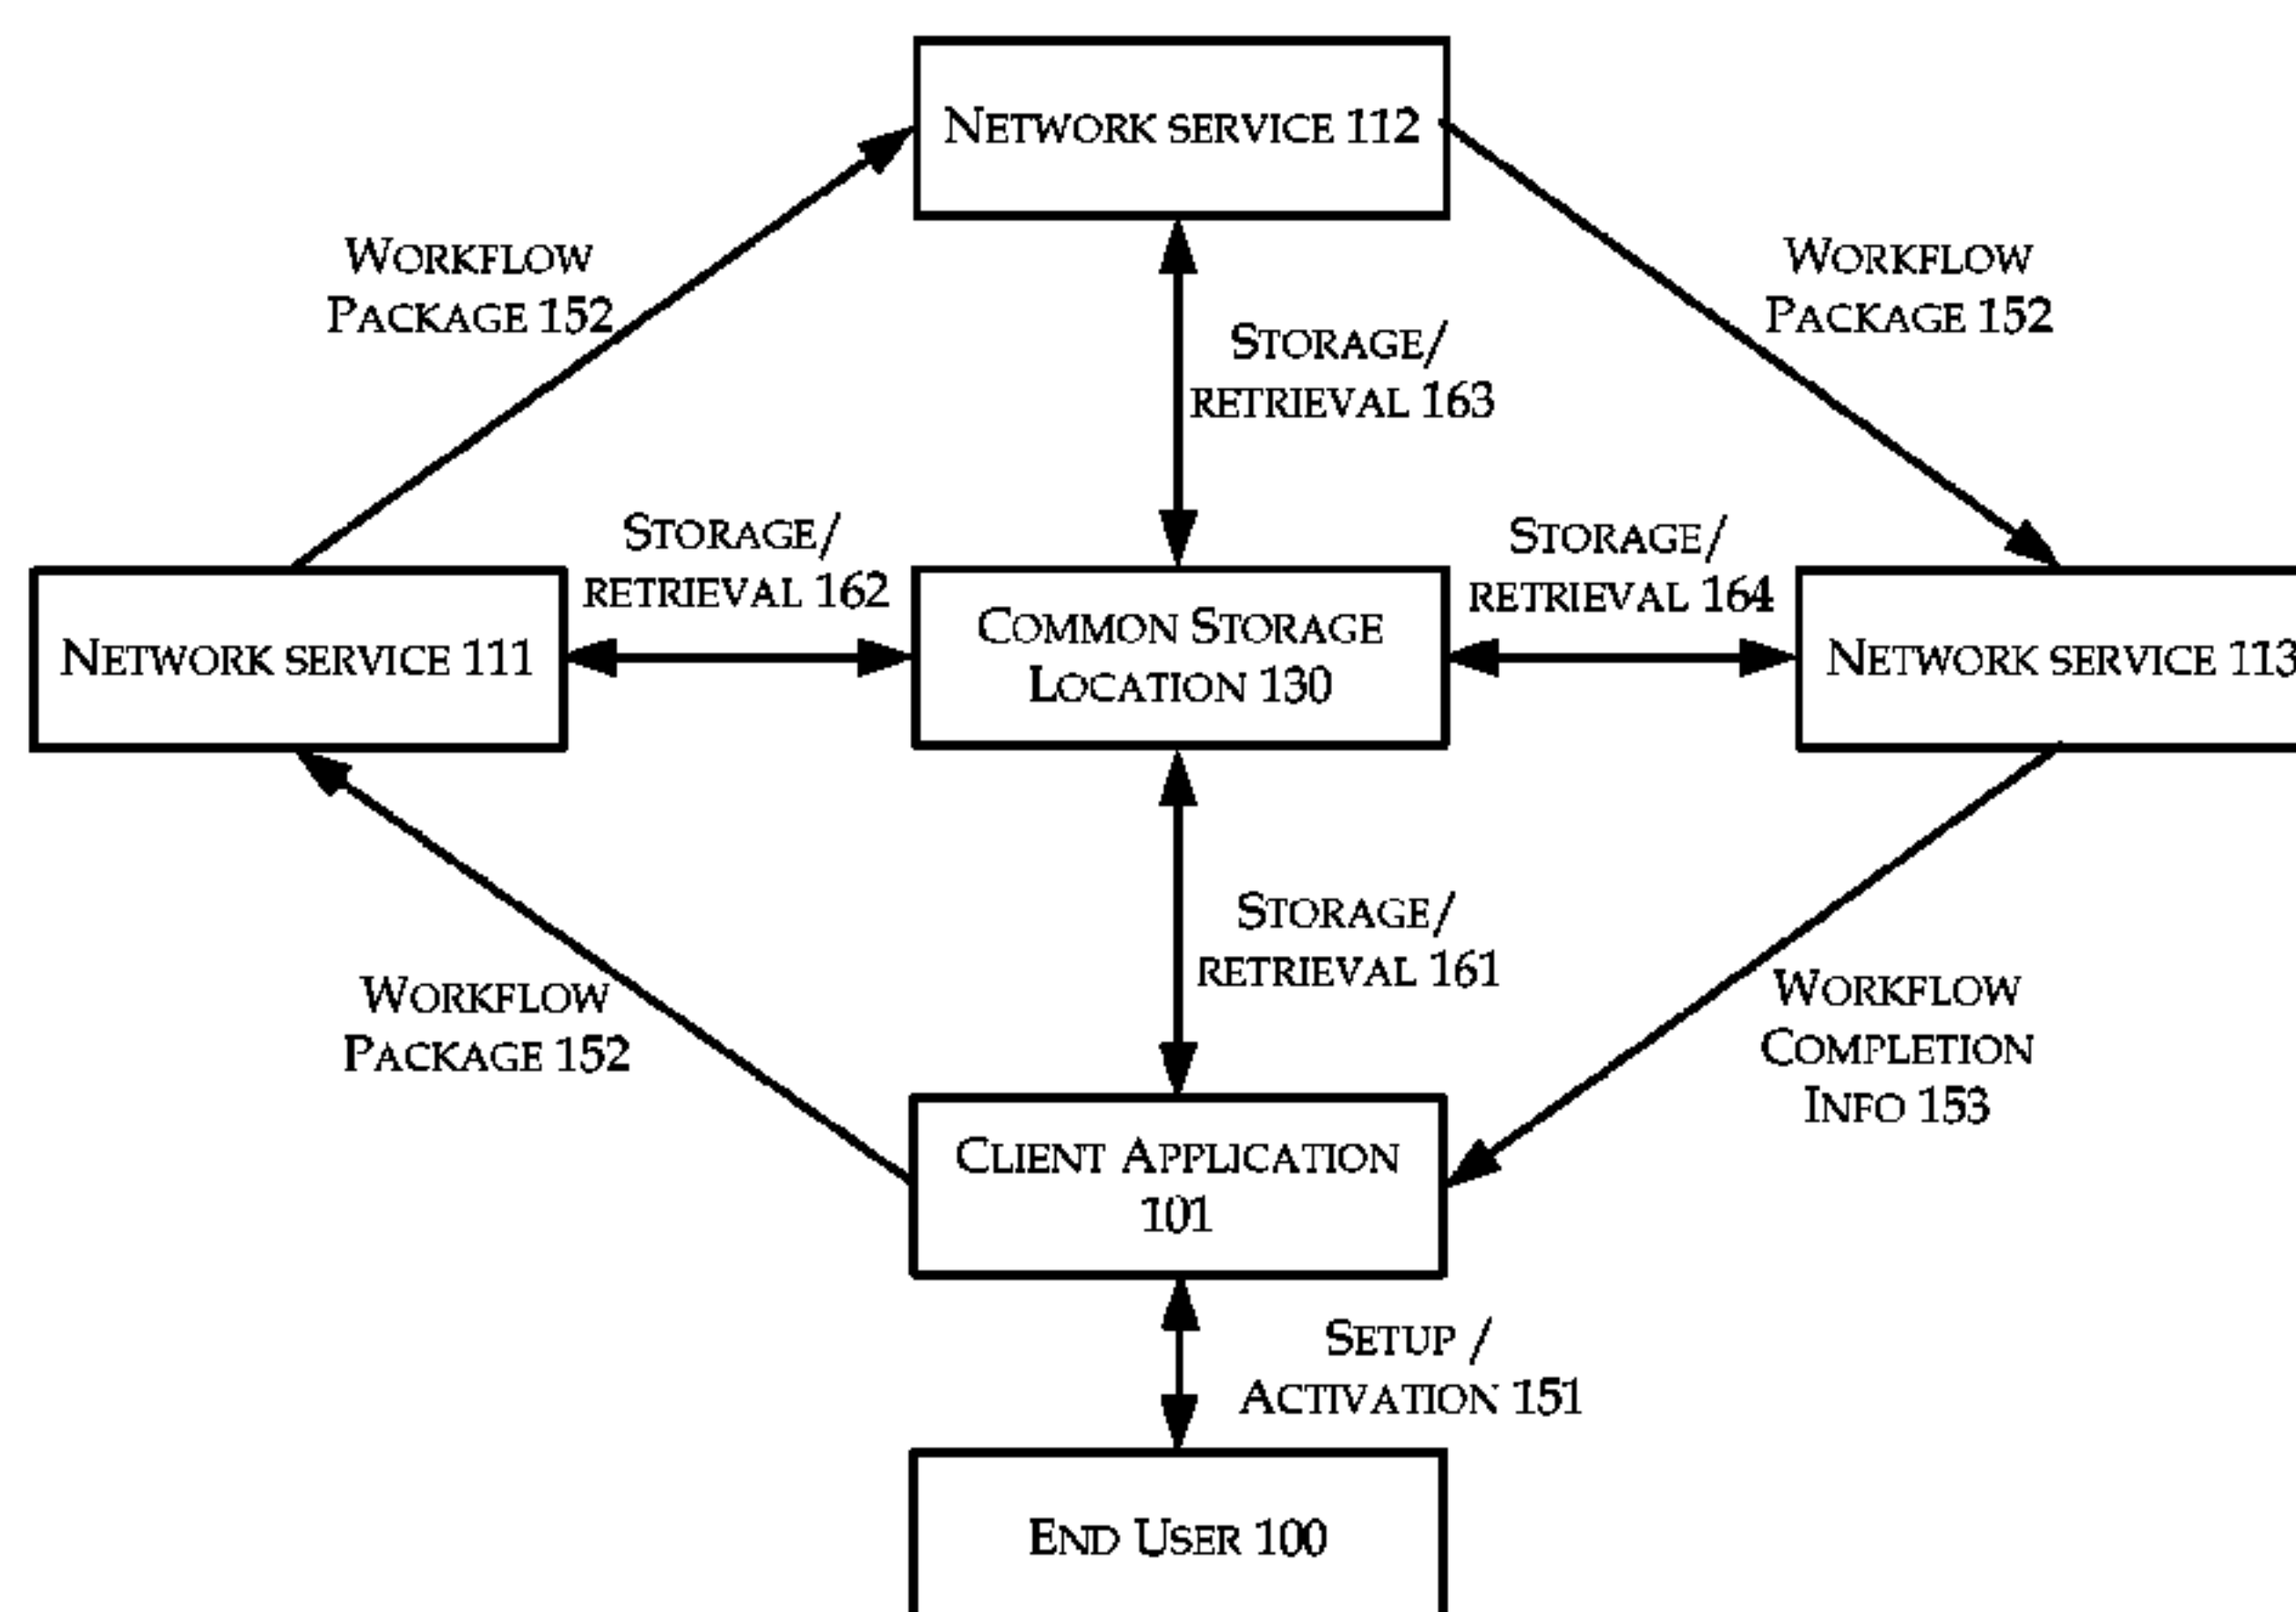 Network service 112
Workflow
Package 152
Workflow
Package 152
Storage/
retrieval 163
Storage/
retrieval 162
Storage/
retrieval 164
Network service 111
Common Storage
Location 130
Network service 113
Storage/
retrieval 161
Workflow
Package 152
Workflow
Completion
Info 153
Client Application
101
Setup /
Activation 151
End User 100